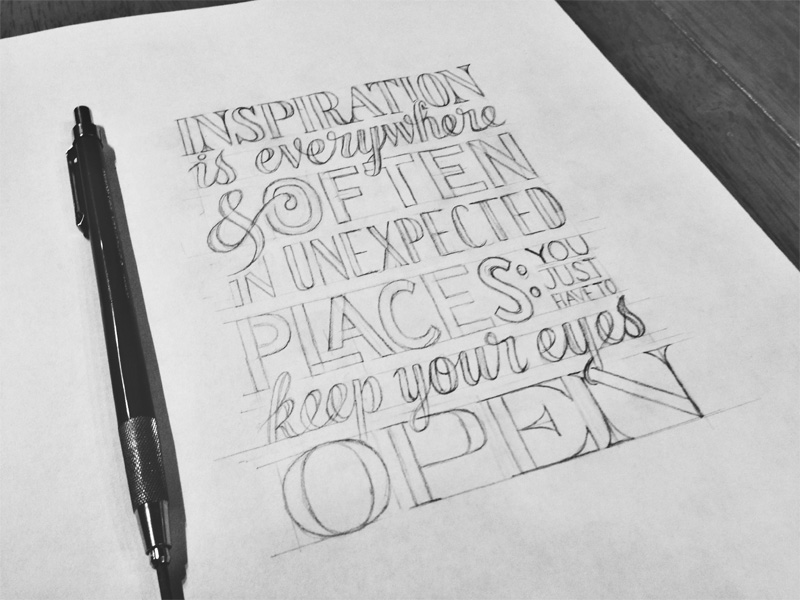 INSPIRATION
is everywhere
& OFTEN
IN UNEXPECTED
PLACES: YOU
JUST
HAVE TO
keep your eyes
OPEN